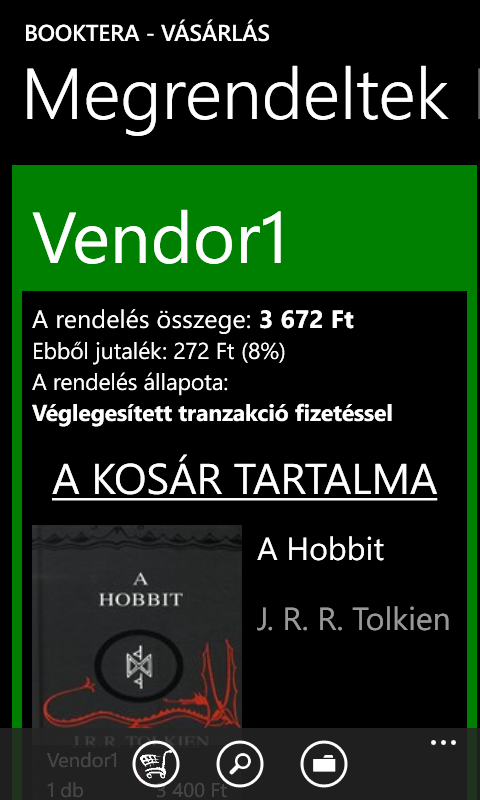 BOOKTERA - VÁSÁRLÁS
Megrendeltek
Vendor1
A rendelés összege: 3 672 Ft
Ebből jutalék: 272 Ft (8%)
A rendelés állapota:
Véglegesített tranzakció fizetéssel
A KOSÁR TARTALMA
A
HOBBIT
J.R.R. TOLKIEN
A Hobbit
J. R. R. Tolkien
Vendor1
1 db 3 400 Ft